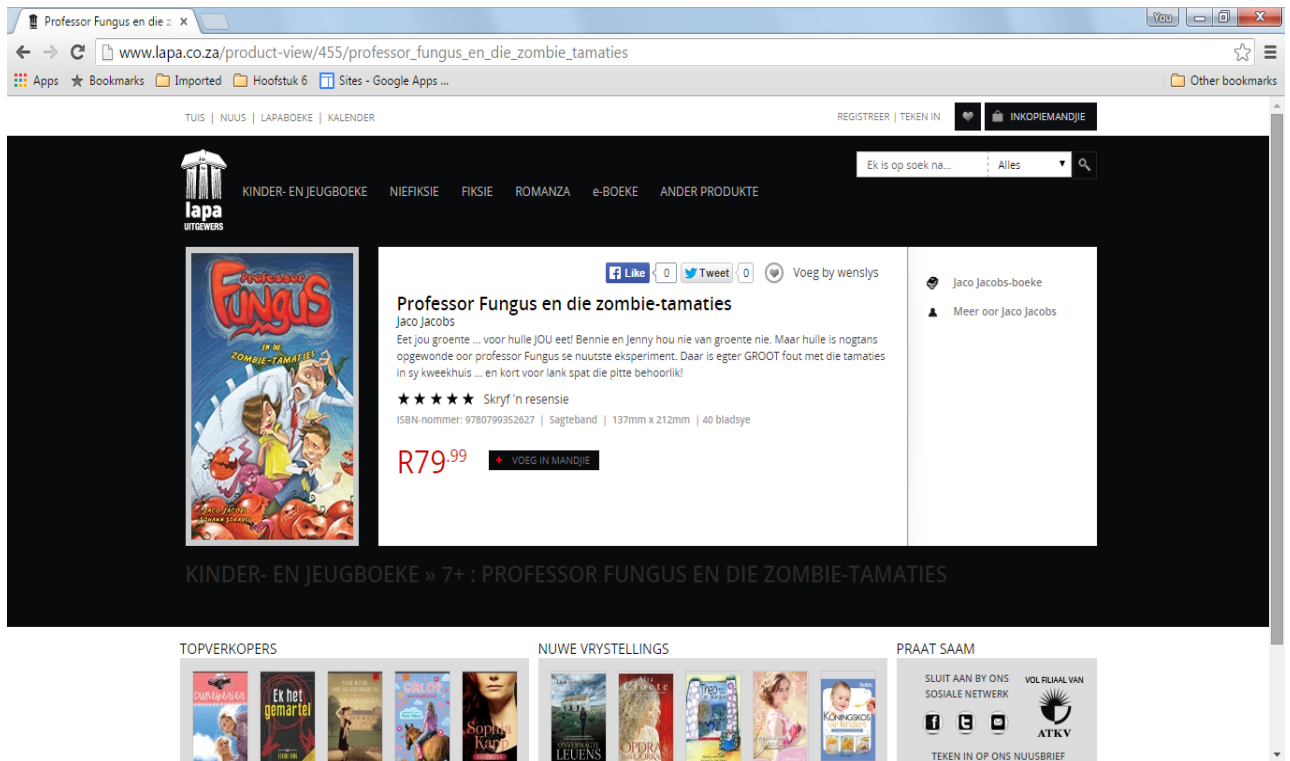 Professor Fungus en die z
You
www.lapa.co.za/product-view/455/professor_fungus_en_die_zombie_tamaties
Apps Bookmarks Imported Hoofstuk 6 Sites - Google Apps ... Other bookmarks
TUIS | NUUS | LAPABOEKE | KALENDER
REGISTREER | TEKEN IN INKOPIEMANDJIE
Ek is op soek na... Alles
lapa
UITGEWERS
KINDER- EN JEUGBOEKE NIEFIKSIE FIKSIE ROMANZA e-BOEKE ANDER PRODUKTE
Professor
FUNGUS
EN DIE
ZOMBIE-TAMATIES
JACO JACOBS
JOHANN STRAUSS
Like 0 Tweet 0 Voeg by wenslys
Professor Fungus en die zombie-tamaties
Jaco Jacobs
Eet jou groente ... voor hulle JOU eet! Bennie en Jenny hou nie van groente nie. Maar hulle is nogtans
opgewonde oor professor Fungus se nuutste eksperiment. Daar is egter GROOT fout met die tamaties
in sy kweekhuis ... en kort voor lank spat die pitte behoorlik!
★ ★ ★ ★ ★ Skryf 'n resensie
ISBN-nommer: 9780799352627 | Sagteband | 137mm x 212mm | 40 bladsye
R79.99 + VOEG IN MANDJIE
Jaco Jacobs-boeke
Meer oor Jaco Jacobs
KINDER- EN JEUGBOEKE » 7+ : PROFESSOR FUNGUS EN DIE ZOMBIE-TAMATIES
TOPVERKOPERS
Ek het
gemartel
Sophia
Kapp
NUWE VRYSTELLINGS
ONVERWAGTE
LEUENS
Cloete
OPDRAG
Theo
KONINGSKOS
vir kinders
PRAAT SAAM
SLUIT AAN BY ONS
SOSIALE NETWERK
VOL FILIAAL VAN
ATKV
TEKEN IN OP ONS NUUSBRIEF